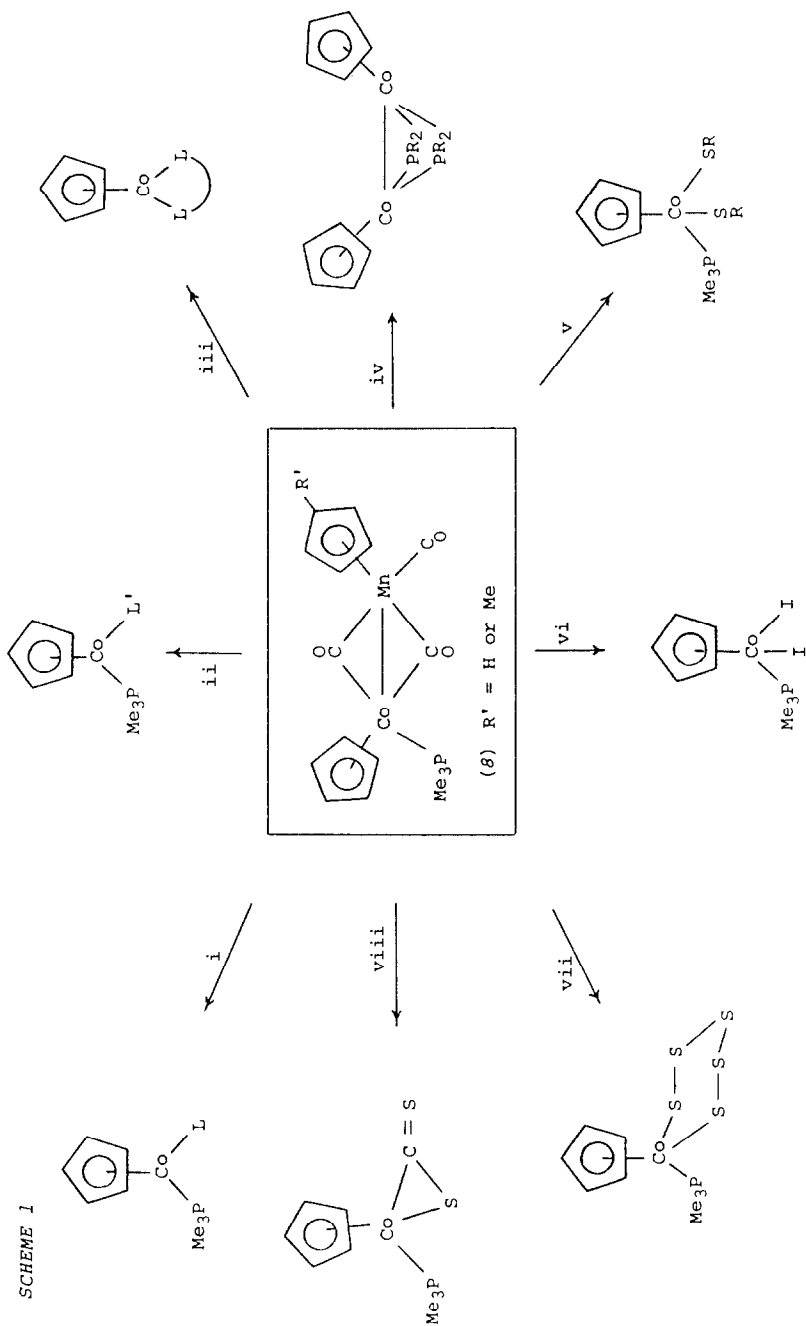 SCHEME 1
Co
Me₃P
L
i
Co
Me₃P
L'
ii
Co
L
L
iii
Co
Me₃P
C=S
S
viii
R'
O
C
Co
Mn
Me₃P
C
O
CO
(8) R' = H or Me
iv
Co
Co
PR₂
PR₂
vii
Co
Me₃P
S
S
S
S
S
vi
Co
Me₃P
I
I
v
Co
Me₃P
S
R
SR